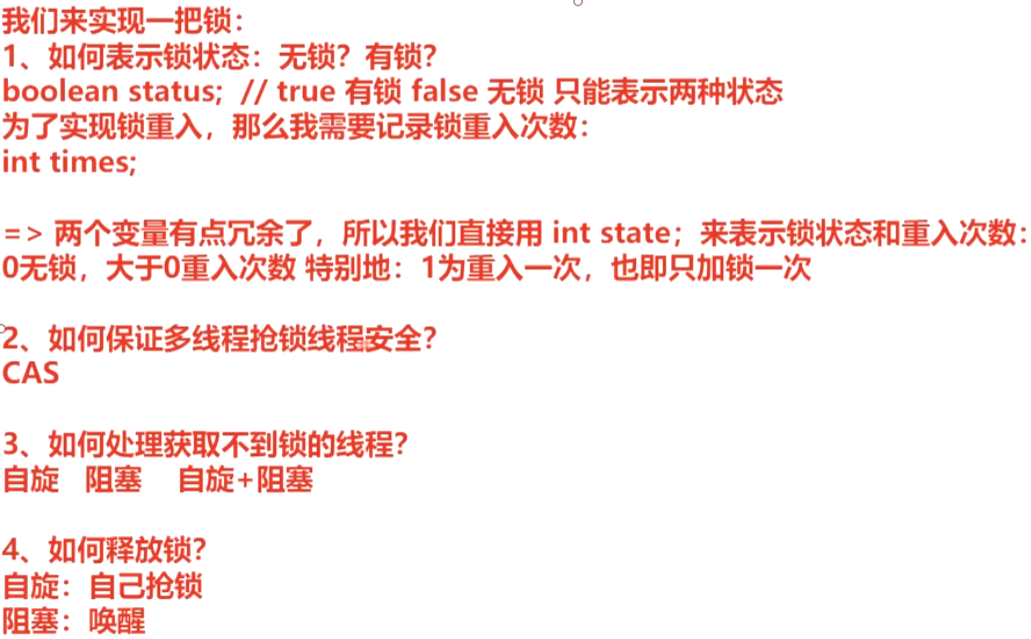 我们来实现一把锁：
1、如何表示锁状态：无锁？有锁？
boolean status;  // true 有锁 false 无锁 只能表示两种状态
为了实现锁重入，那么我需要记录锁重入次数：
int times;
=> 两个变量有点冗余了，所以我们直接用 int state；来表示锁状态和重入次数：
0无锁，大于0重入次数 特别地：1为重入一次，也即只加锁一次
2、如何保证多线程抢锁线程安全？
CAS
3、如何处理获取不到锁的线程？
自旋   阻塞    自旋+阻塞
4、如何释放锁？
自旋：自己抢锁
阻塞：唤醒